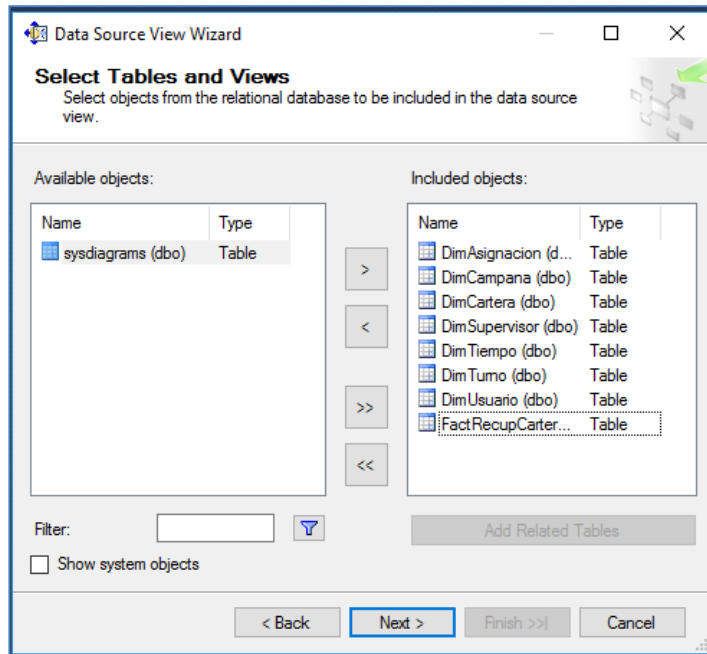 Data Source View Wizard
Select Tables and Views
Select objects from the relational database to be included in the data source
view.
Available objects:
Name Type
sysdiagrams (dbo) Table
>
<
>>
<<
Included objects:
Name Type
DimAsignacion (d... Table
DimCampana (dbo) Table
DimCartera (dbo) Table
DimSupervisor (dbo) Table
DimTiempo (dbo) Table
DimTurno (dbo) Table
DimUsuario (dbo) Table
FactRecupCarter... Table
Filter:
Add Related Tables
Show system objects
< Back Next > Finish >>| Cancel